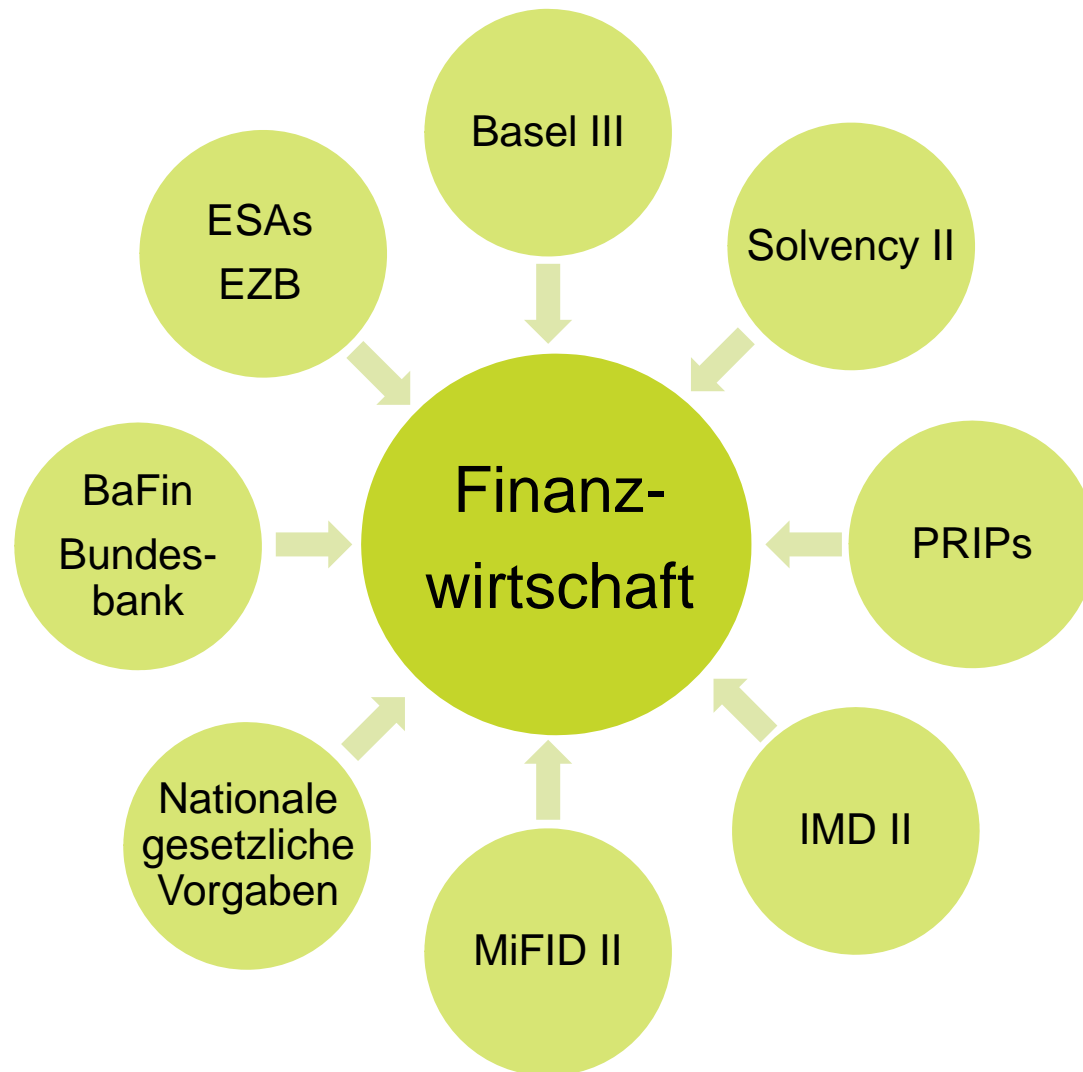 Basel III
Solvency II
PRIPs
IMD II
MiFID II
Nationale
gesetzliche
Vorgaben
BaFin
Bundes-
bank
ESAs
EZB
Finanz-
wirtschaft